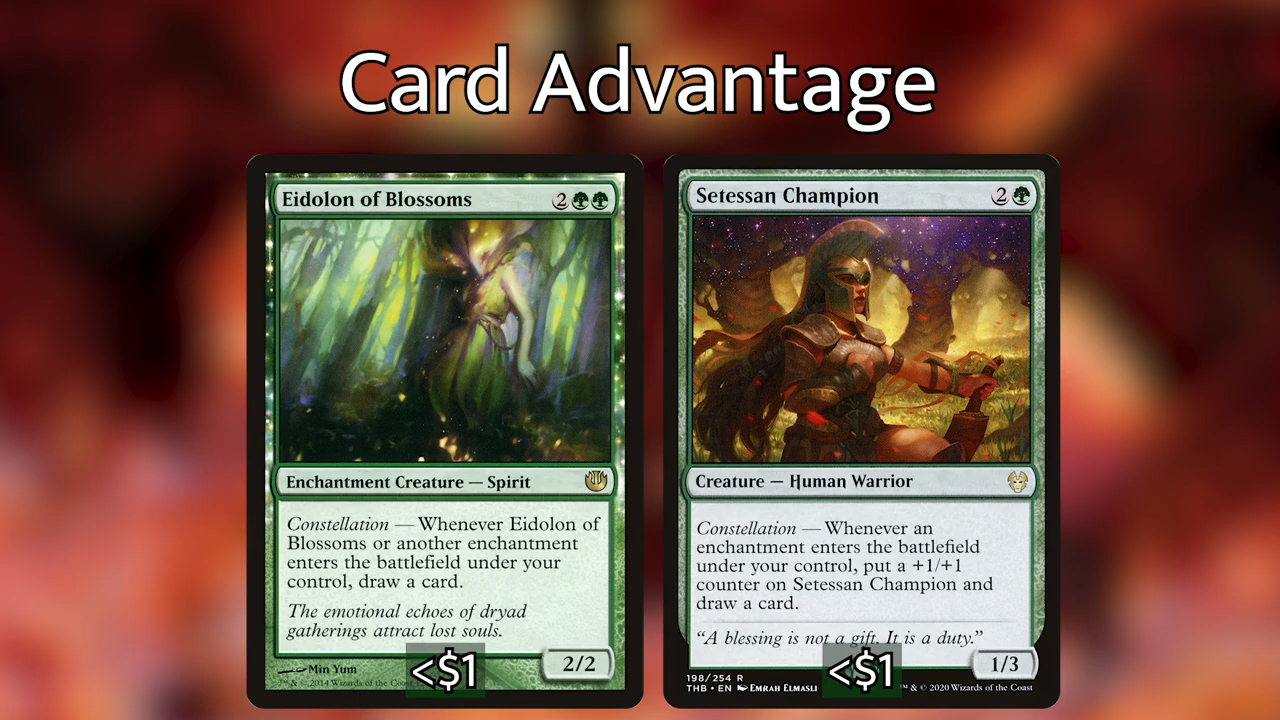 Card Advantage
Eidolon of Blossoms 2
Enchantment Creature — Spirit
Constellation — Whenever Eidolon of
Blossoms or another enchantment
enters the battlefield under your
control, draw a card.
The emotional echoes of dryad
gatherings attract lost souls.
2/2
Min Yum
™ & © 2014 Wizards of the Coast
<$1
Setessan Champion 2
Creature — Human Warrior
Constellation — Whenever an
enchantment enters the battlefield
under your control, put a +1/+1
counter on Setessan Champion and
draw a card.
“A blessing is not a gift. It is a duty.”
1/3
198/254 R
THB • EN Emrah Elmasli
™ & © 2020 Wizards of the Coast
<$1